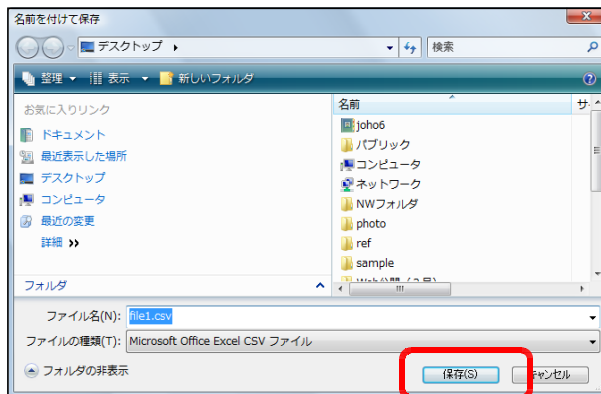 名前を付けて保存
デスクトップ
検索
整理 表示 新しいフォルダ
お気に入りリンク
ドキュメント
最近表示した場所
デスクトップ
コンピュータ
最近の変更
詳細 >>
フォルダ
名前 サ
joho6
パブリック
コンピュータ
ネットワーク
NWフォルダ
photo
ref
sample
ファイル名(N): file1.csv
ファイルの種類(T): Microsoft Office Excel CSV ファイル
フォルダの非表示
保存(S) キャンセル